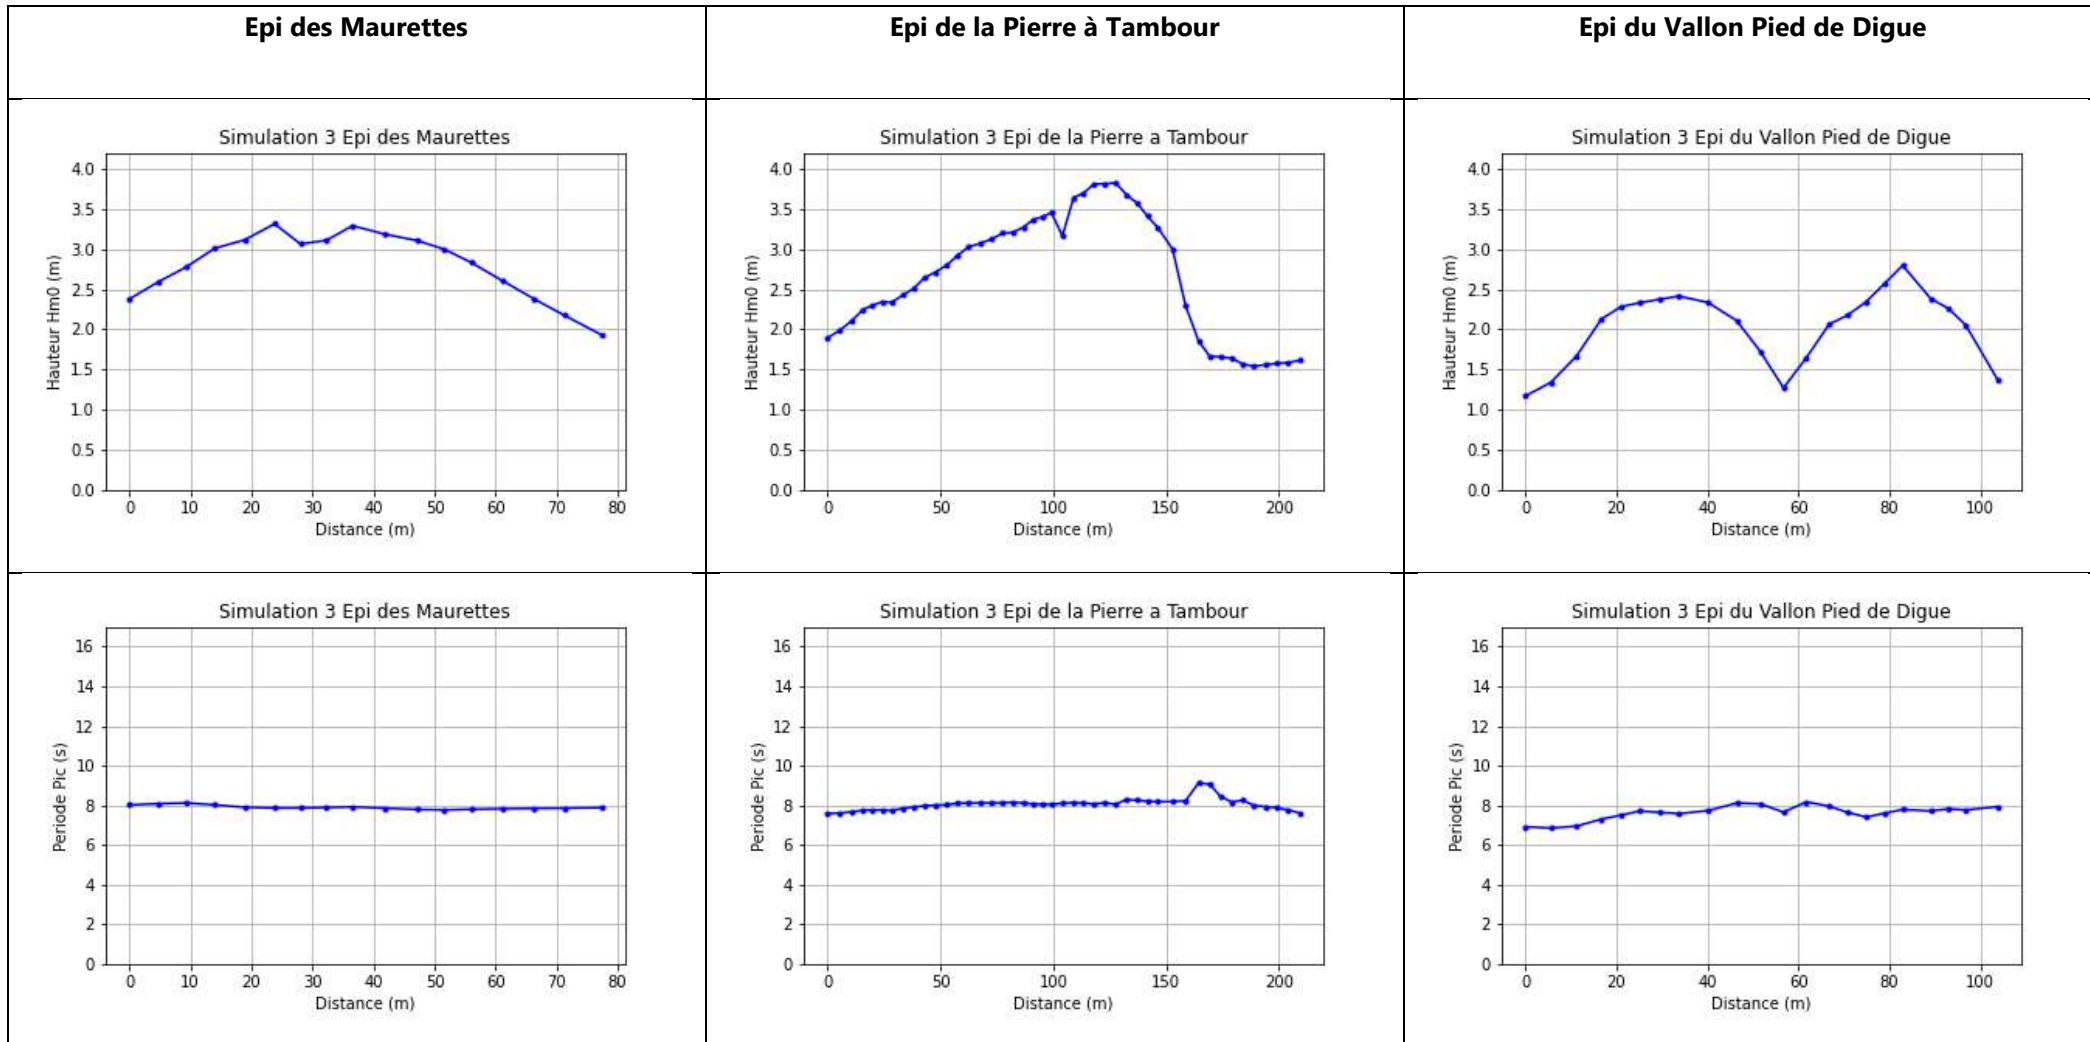 Epi des Maurettes
Epi de la Pierre à Tambour
Epi du Vallon Pied de Digue
Simulation 3 Epi des Maurettes
4.0
3.5
3.0
2.5
2.0
1.5
1.0
0.5
0.0
Hauteur Hm0 (m)
0 10 20 30 40 50 60 70 80
Distance (m)
Simulation 3 Epi de la Pierre a Tambour
4.0
3.5
3.0
2.5
2.0
1.5
1.0
0.5
0.0
Hauteur Hm0 (m)
0 50 100 150 200
Distance (m)
Simulation 3 Epi du Vallon Pied de Digue
4.0
3.5
3.0
2.5
2.0
1.5
1.0
0.5
0.0
Hauteur Hm0 (m)
0 20 40 60 80 100
Distance (m)
Simulation 3 Epi des Maurettes
16
14
12
10
8
6
4
2
0
Periode Pic (s)
0 10 20 30 40 50 60 70 80
Distance (m)
Simulation 3 Epi de la Pierre a Tambour
16
14
12
10
8
6
4
2
0
Periode Pic (s)
0 50 100 150 200
Distance (m)
Simulation 3 Epi du Vallon Pied de Digue
16
14
12
10
8
6
4
2
0
Periode Pic (s)
0 20 40 60 80 100
Distance (m)